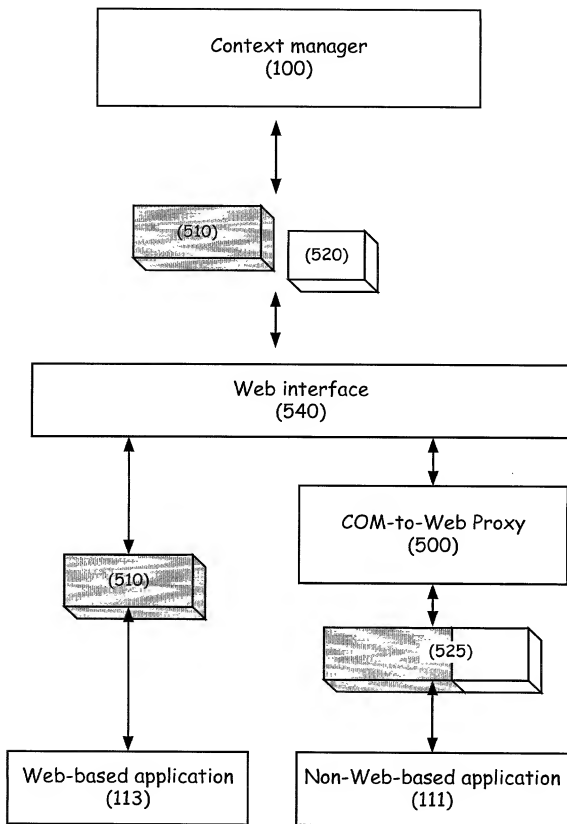 Context manager
(100)
(510)
(520)
Web interface
(540)
COM-to-Web Proxy
(500)
(510)
(525)
Web-based application
(113)
Non-Web-based application
(111)